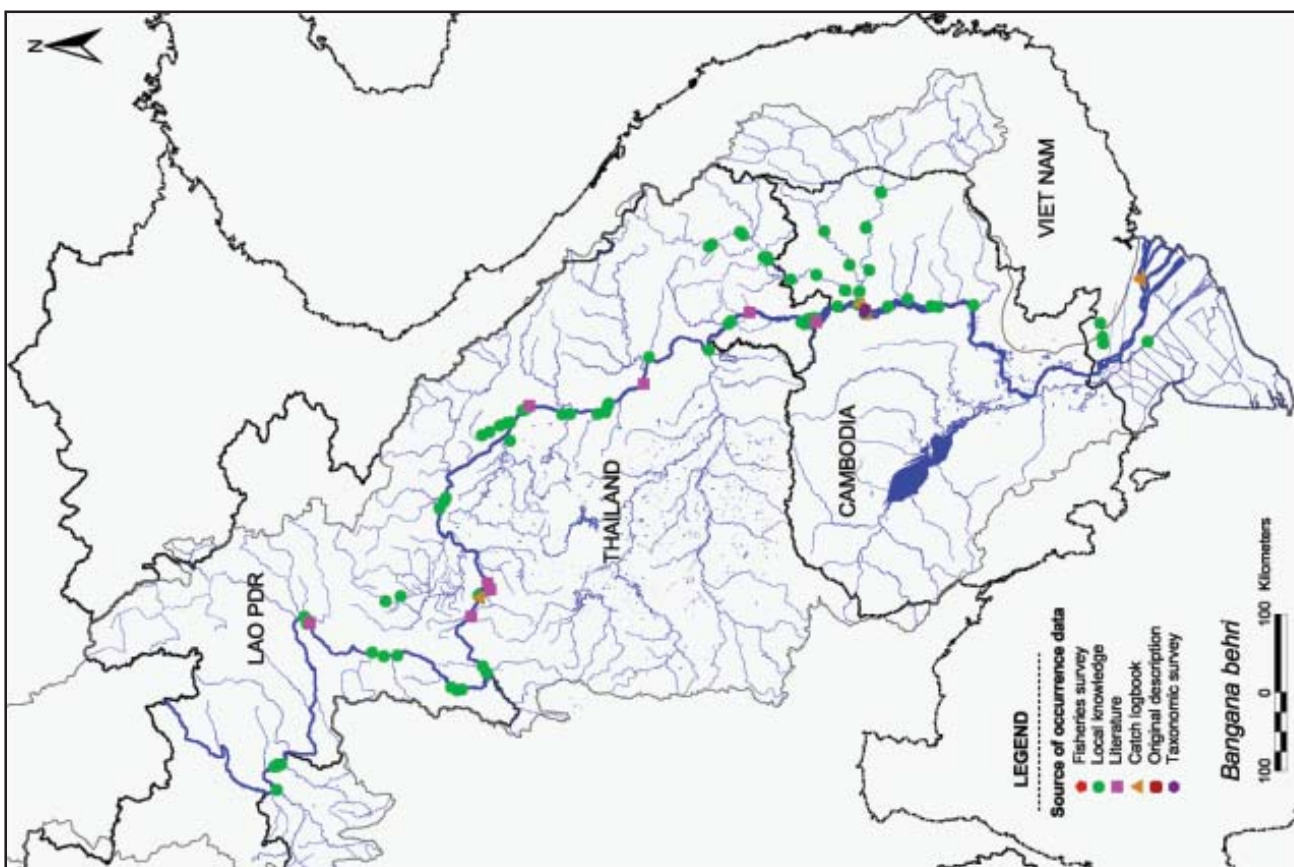 N
LAO PDR
THAILAND
VIET NAM
CAMBODIA
LEGEND
Source of occurrence data
Fisheries survey
Local knowledge
Literature
Catch logbook
Original description
Taxonomic survey
Bangana behri
100 0 100 Kilometers